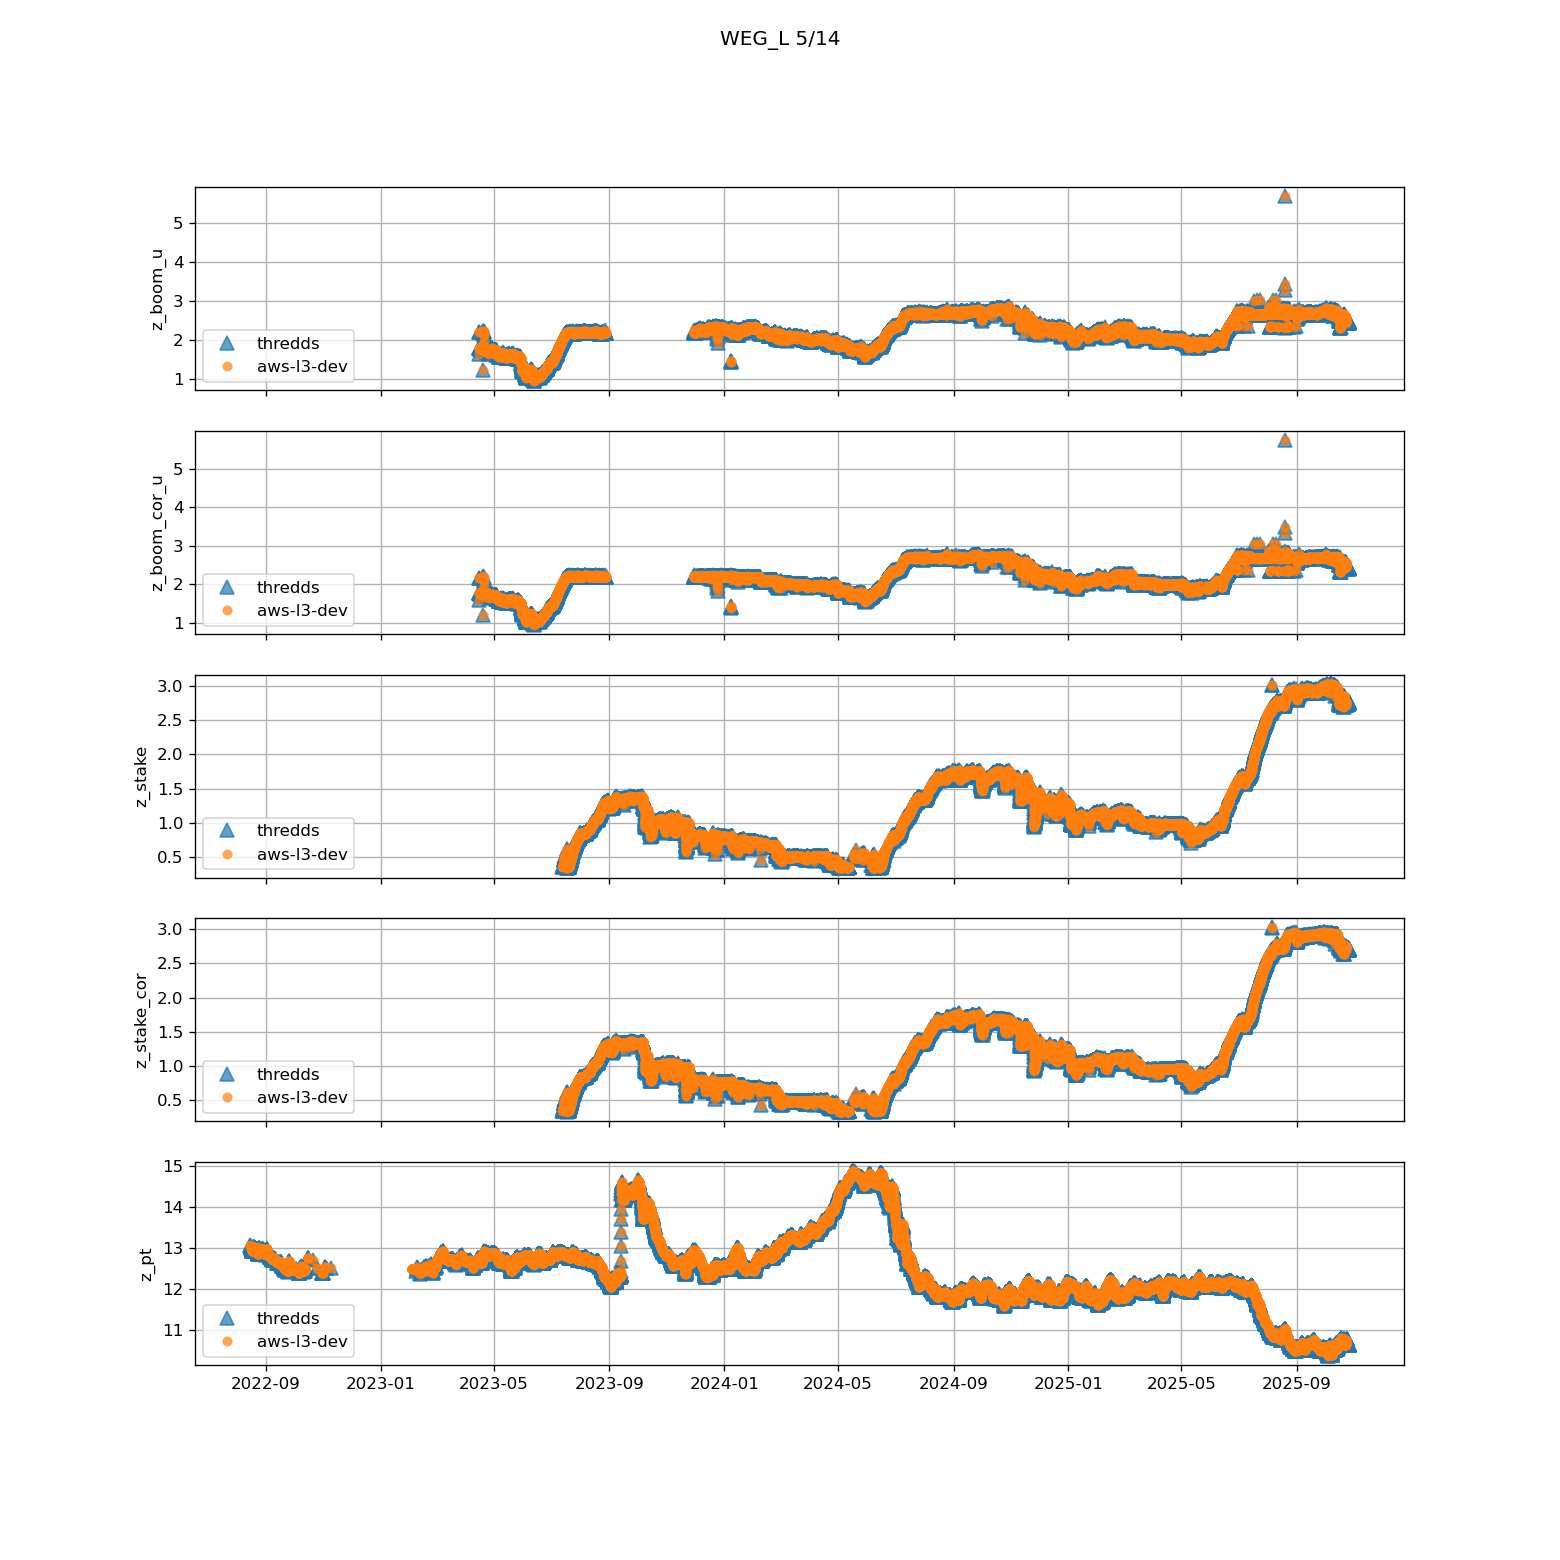 WEG_L 5/14
z_boom_u
5
4
3
2
1
thredds
aws-l3-dev
z_boom_cor_u
5
4
3
2
1
thredds
aws-l3-dev
z_stake
3.0
2.5
2.0
1.5
1.0
0.5
thredds
aws-l3-dev
z_stake_cor
3.0
2.5
2.0
1.5
1.0
0.5
thredds
aws-l3-dev
z_pt
15
14
13
12
11
thredds
aws-l3-dev
2022-09 2023-01 2023-05 2023-09 2024-01 2024-05 2024-09 2025-01 2025-05 2025-09